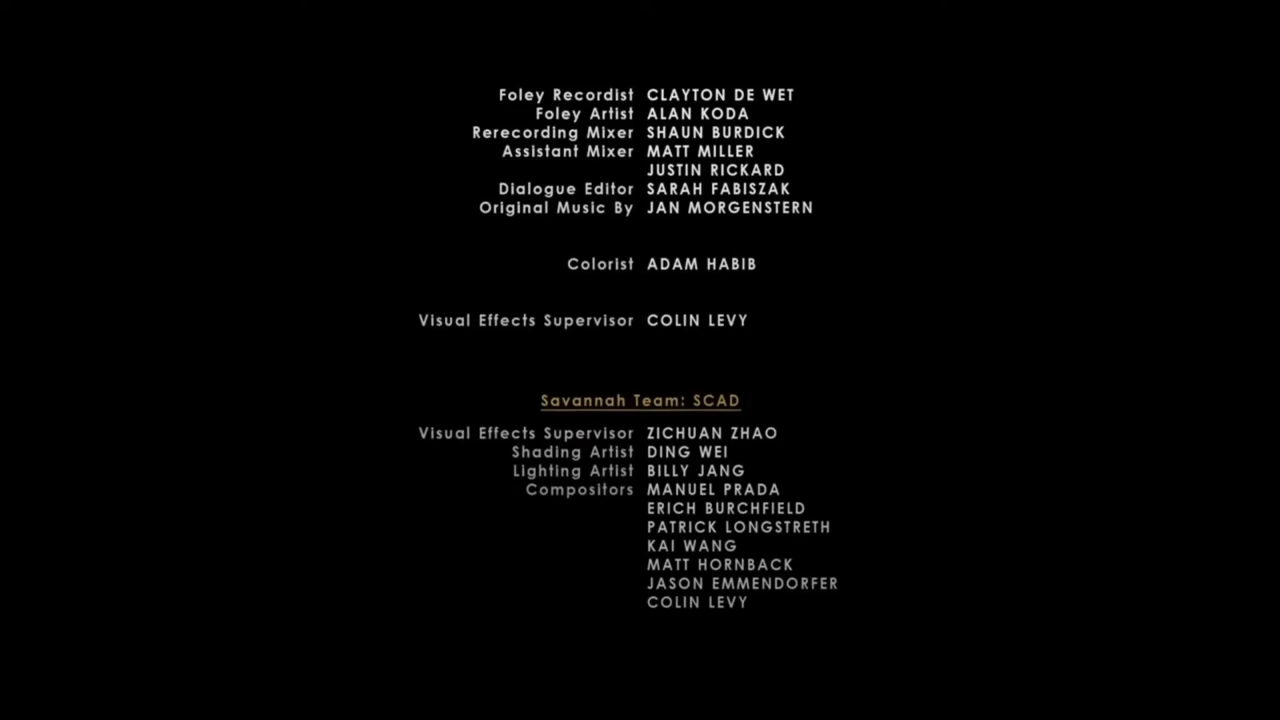 Foley Recordist CLAYTON DE WET
Foley Artist ALAN KODA
Rerecording Mixer SHAUN BURDICK
Assistant Mixer MATT MILLER
JUSTIN RICKARD
Dialogue Editor SARAH FABISZAK
Original Music By JAN MORGENSTERN
Colorist ADAM HABIB
Visual Effects Supervisor COLIN LEVY
Savannah Team: SCAD
Visual Effects Supervisor ZICHUAN ZHAO
Shading Artist DING WEI
Lighting Artist BILLY JANG
Compositors MANUEL PRADA
ERICH BURCHFIELD
PATRICK LONGSTRETH
KAI WANG
MATT HORNBACK
JASON EMMENDORFER
COLIN LEVY